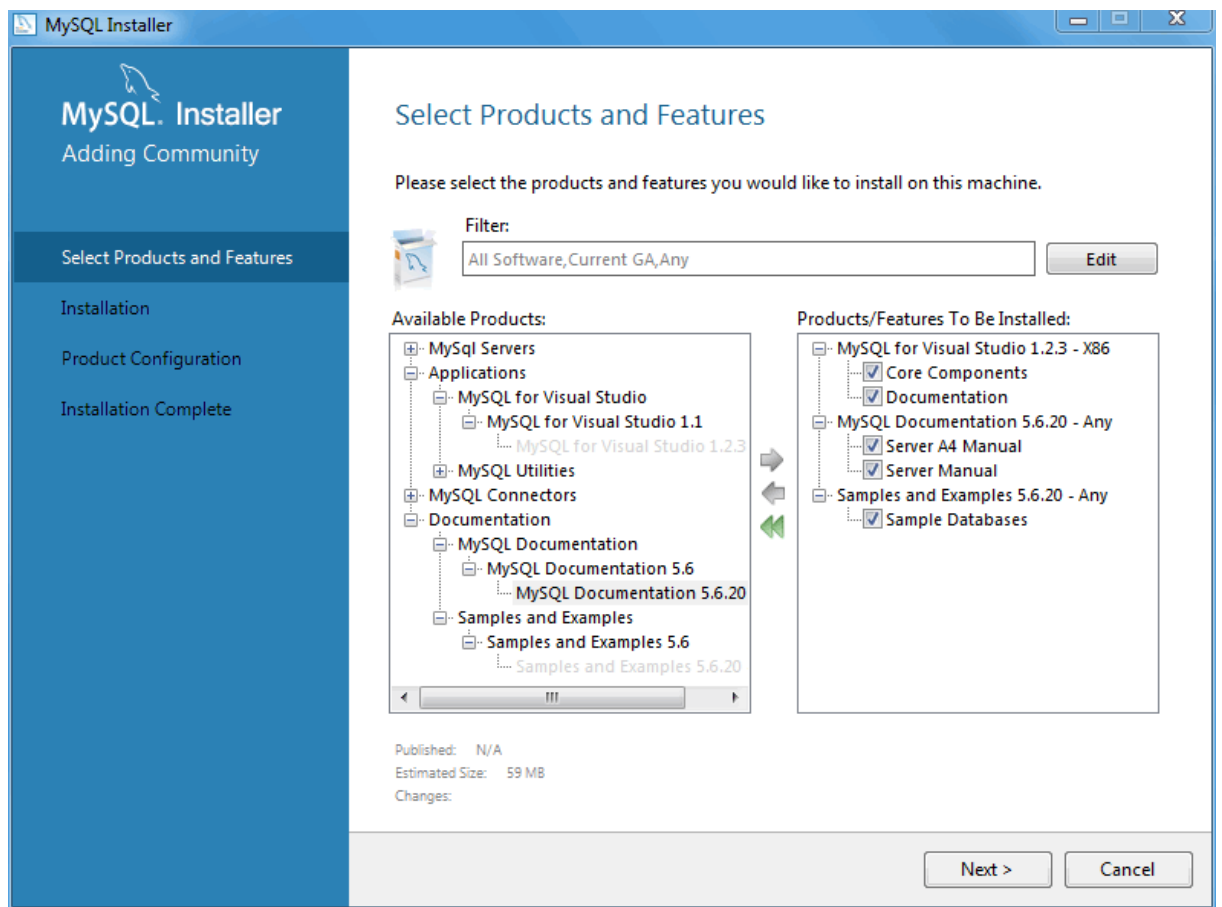 MySQL Installer
MySQL. Installer
Adding Community
Select Products and Features
Installation
Product Configuration
Installation Complete
Select Products and Features
Please select the products and features you would like to install on this machine.
Filter:
All Software,Current GA,Any
Edit
Available Products:
MySql Servers
Applications
MySQL for Visual Studio
MySQL for Visual Studio 1.1
MySQL for Visual Studio 1.2.3
MySQL Utilities
MySQL Connectors
Documentation
MySQL Documentation
MySQL Documentation 5.6
MySQL Documentation 5.6.20
Samples and Examples
Samples and Examples 5.6
Samples and Examples 5.6.20
Products/Features To Be Installed:
MySQL for Visual Studio 1.2.3 - X86
Core Components
Documentation
MySQL Documentation 5.6.20 - Any
Server A4 Manual
Server Manual
Samples and Examples 5.6.20 - Any
Sample Databases
Published: N/A
Estimated Size: 59 MB
Changes:
Next >
Cancel